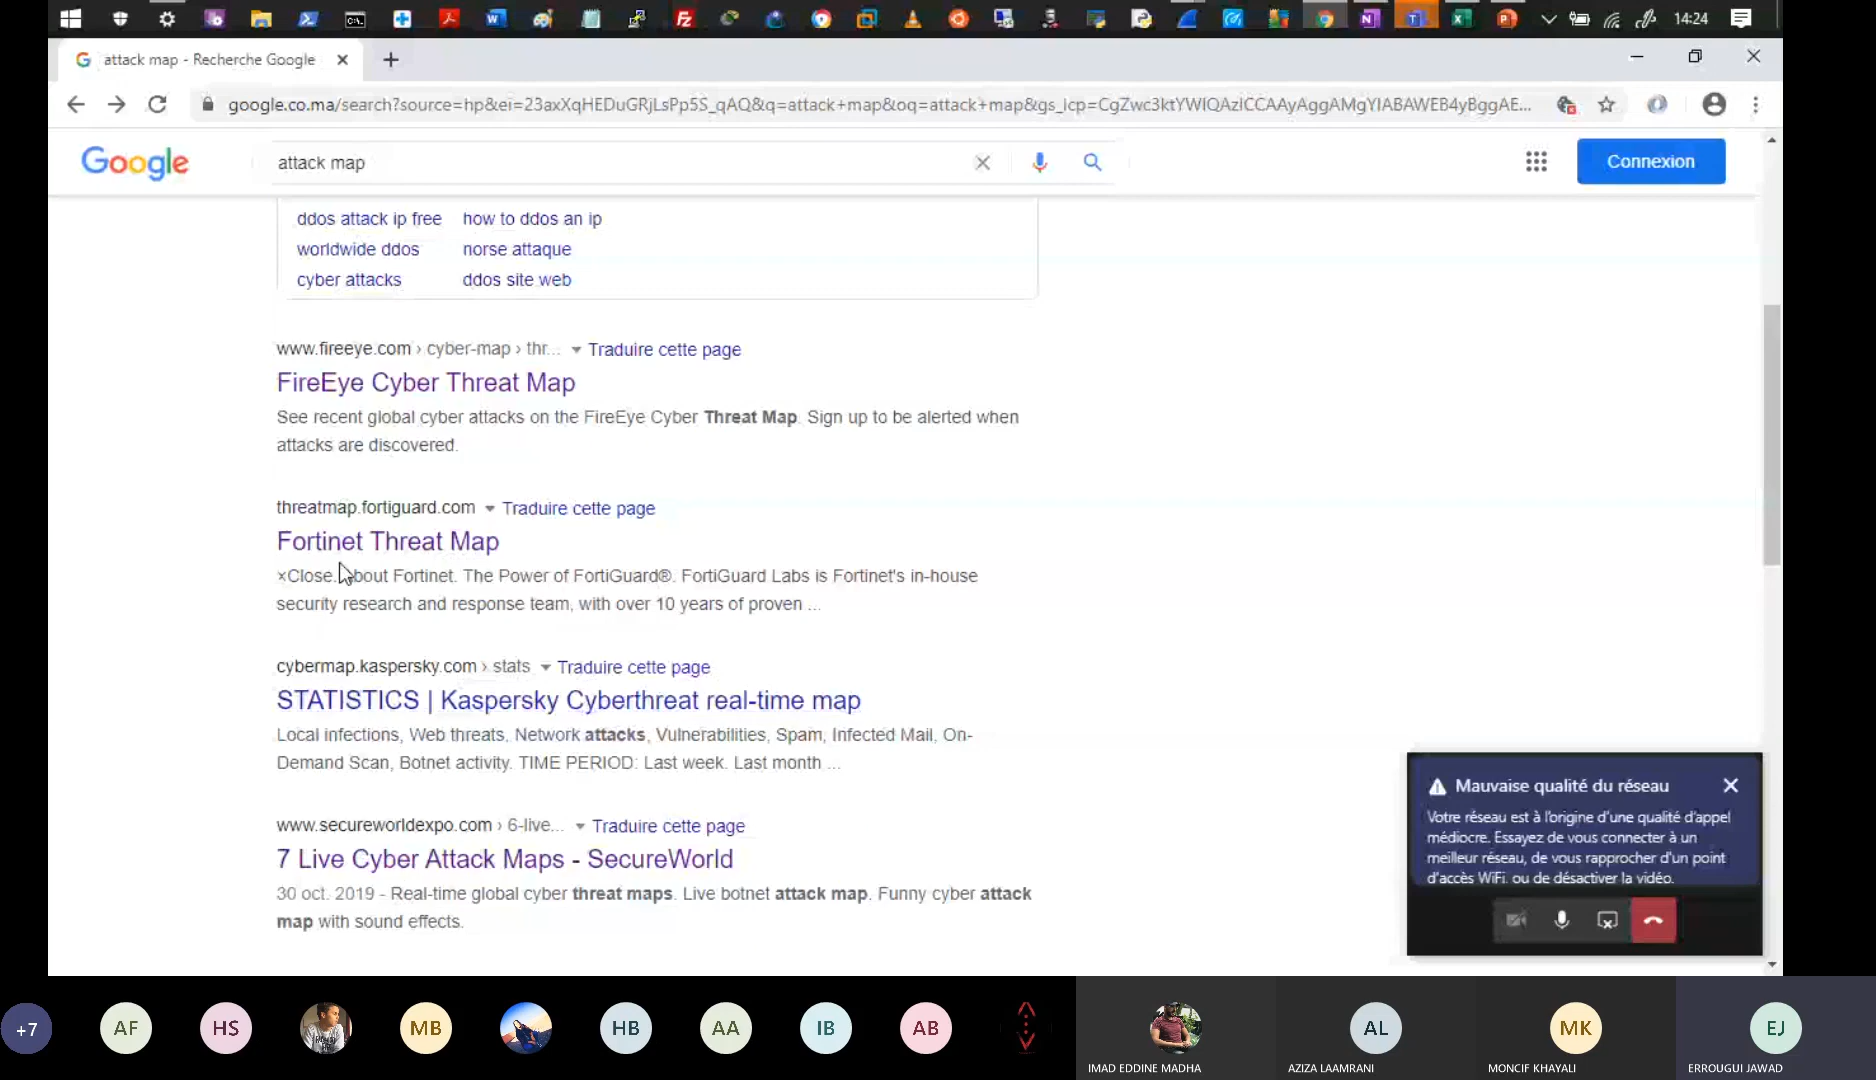 14:24
attack map - Recherche Google
google.co.ma/search?source=hp&ei=23axXqHEDuGRjLsPp5S_qAQ&q=attack+map&oq=attack+map&gs_lcp=CgZwc3ktYWIQAzICCAAyAggAMgYIABAWEB4yBggAE...
Google
attack map
Connexion
ddos attack ip free how to ddos an ip
worldwide ddos norse attaque
cyber attacks ddos site web
www.fireeye.com › cyber-map › thr... Traduire cette page
FireEye Cyber Threat Map
See recent global cyber attacks on the FireEye Cyber Threat Map. Sign up to be alerted when
attacks are discovered.
threatmap.fortiguard.com Traduire cette page
Fortinet Threat Map
×Close. About Fortinet. The Power of FortiGuard®. FortiGuard Labs is Fortinet's in-house
security research and response team, with over 10 years of proven ...
cybermap.kaspersky.com › stats Traduire cette page
STATISTICS | Kaspersky Cyberthreat real-time map
Local infections, Web threats, Network attacks, Vulnerabilities, Spam, Infected Mail, On-
Demand Scan, Botnet activity. TIME PERIOD: Last week. Last month ...
www.secureworldexpo.com › 6-live... Traduire cette page
7 Live Cyber Attack Maps - SecureWorld
30 oct. 2019 - Real-time global cyber threat maps. Live botnet attack map. Funny cyber attack
map with sound effects.
Mauvaise qualité du réseau
Votre réseau est à l'origine d'une qualité d'appel
médiocre. Essayez de vous connecter à un
meilleur réseau, de vous rapprocher d'un point
d'accès WiFi, ou de désactiver la vidéo.
+7 AF HS MB HB AA IB AB AL MK EJ
IMAD EDDINE MADHA AZIZA LAAMRANI MONCIF KHAYALI ERROUGUI JAWAD